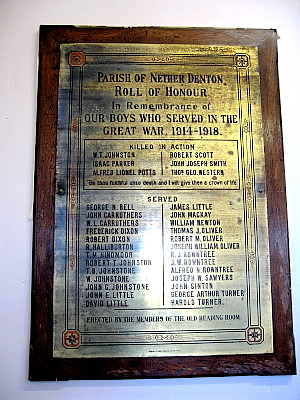 PARISH OF NETHER DENTON.
ROLL OF HONOUR
In Remembrance of
OUR BOYS WHO SERVED IN THE
GREAT WAR, 1914-1918.
KILLED IN ACTION
W.T. JOHNSTON ROBERT SCOTT
ISAAC PARKER JOHN JOSEPH SMITH
ALFRED LIONEL POTTS THOS GEO. WESTERN
Be thou faithful unto death and I will give thee a crown of life
SERVED
GEORGE N. BELL JAMES LITTLE
JOHN CARRUTHERS JOHN MACKAY
W.L. CARRUTHERS WILLIAM NEWTON
FREDERICK DIXON THOMAS J. OLIVER
ROBERT DIXON ROBERT M. OLIVER
R. HALLIBURTON JOSEPH WILLIAM OLIVER
T.M. KINDMOOR R.J. ROWNTREE
ROBERT T. JOHNSTON J.W. ROWNTREE
T.B. JOHNSTONE ALFRED N. ROWNTREE
W. JOHNSTONE JOSEPH N. SAWYERS
JOHN G. JOHNSTONE JOHN SINTON
JOHN E. LITTLE GEORGE ARTHUR TURNER
DAVID LITTLE HAROLD TURNER
ERECTED BY THE MEMBERS OF THE OLD READING ROOM.